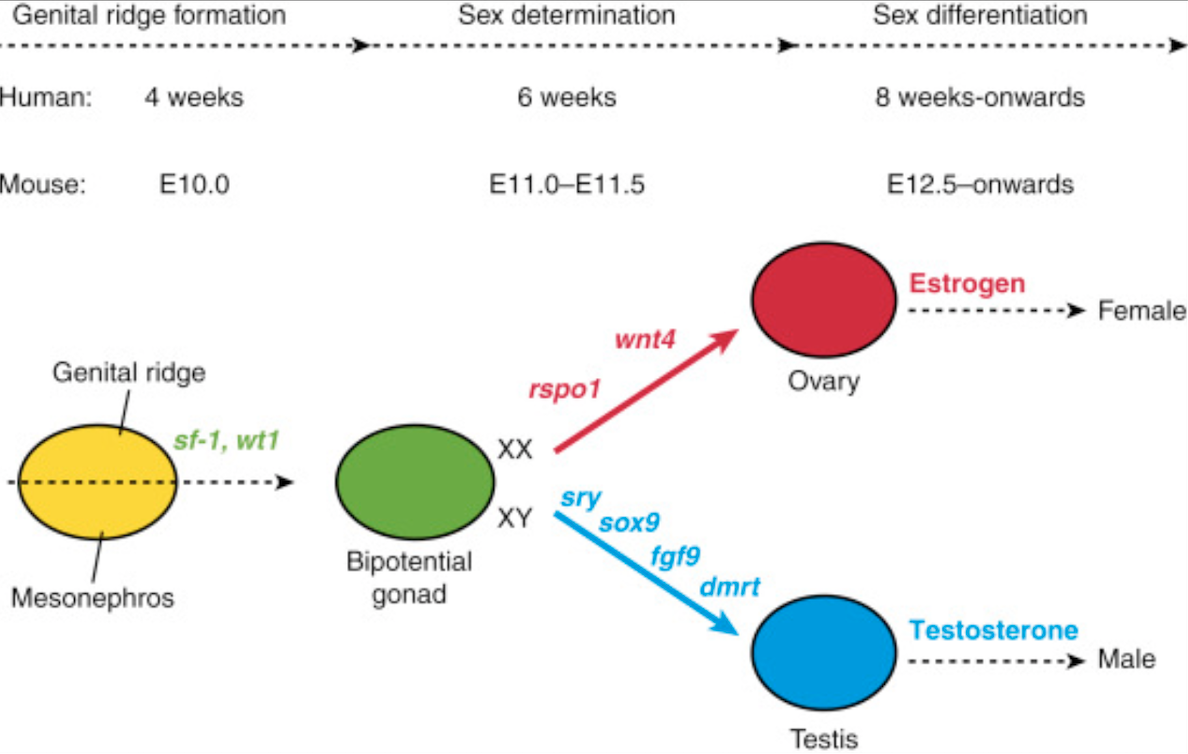 Genital ridge formation
Sex determination
Sex differentiation
Human:
4 weeks
6 weeks
8 weeks-onwards
Mouse:
E10.0
E11.0–E11.5
E12.5–onwards
Genital ridge
sf-1, wt1
Mesonephros
Bipotential
gonad
XX
XY
wnt4
rspo1
sry
sox9
fgf9
dmrt
Ovary
Estrogen
Female
Testosterone
Male
Testis